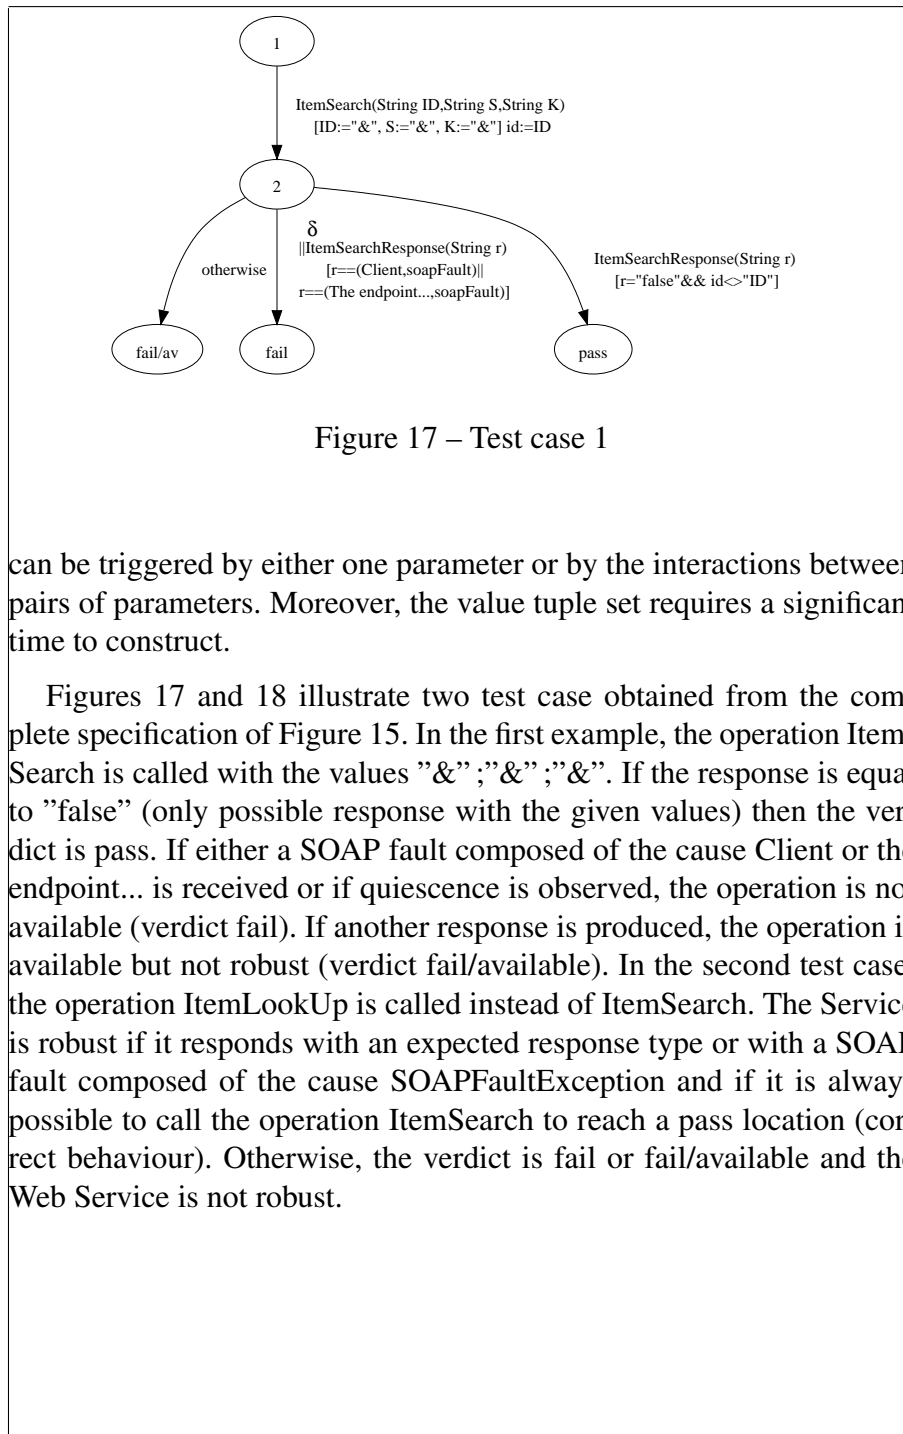 1
ItemSearch(String ID,String S,String K)
[ID:="&", S:="&", K:="&"] id:=ID
2
δ
||ItemSearchResponse(String r)
[r==(Client,soapFault)||
r==(The endpoint...,soapFault)]
otherwise
ItemSearchResponse(String r)
[r="false"&& id<>"ID"]
fail/av
fail
pass
Figure 17 – Test case 1
can be triggered by either one parameter or by the interactions between
pairs of parameters. Moreover, the value tuple set requires a significan
time to construct.
Figures 17 and 18 illustrate two test case obtained from the com
plete specification of Figure 15. In the first example, the operation Item
Search is called with the values ”&” ;”&” ;”&”. If the response is equa
to ”false” (only possible response with the given values) then the ver
dict is pass. If either a SOAP fault composed of the cause Client or the
endpoint... is received or if quiescence is observed, the operation is no
available (verdict fail). If another response is produced, the operation i
available but not robust (verdict fail/available). In the second test case
the operation ItemLookUp is called instead of ItemSearch. The Service
is robust if it responds with an expected response type or with a SOA
fault composed of the cause SOAPFaultException and if it is alway
possible to call the operation ItemSearch to reach a pass location (cor
rect behaviour). Otherwise, the verdict is fail or fail/available and the
Web Service is not robust.